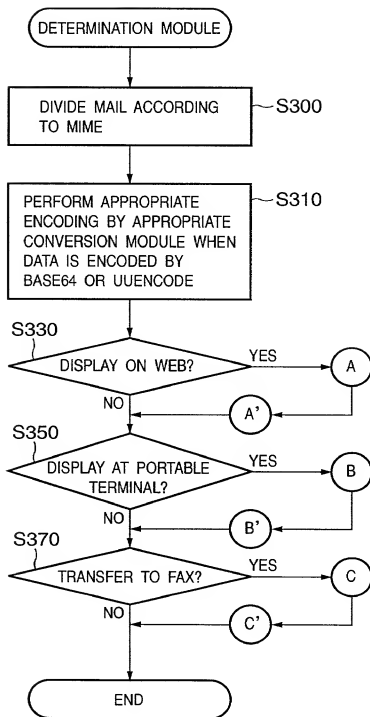 DETERMINATION MODULE
DIVIDE MAIL ACCORDING
TO MIME
S300
PERFORM APPROPRIATE
ENCODING BY APPROPRIATE
CONVERSION MODULE WHEN
DATA IS ENCODED BY
BASE64 OR UUENCODE
S310
S330
DISPLAY ON WEB?
YES
A
NO
A'
S350
DISPLAY AT PORTABLE
TERMINAL?
YES
B
NO
B'
S370
TRANSFER TO FAX?
YES
C
NO
C'
END